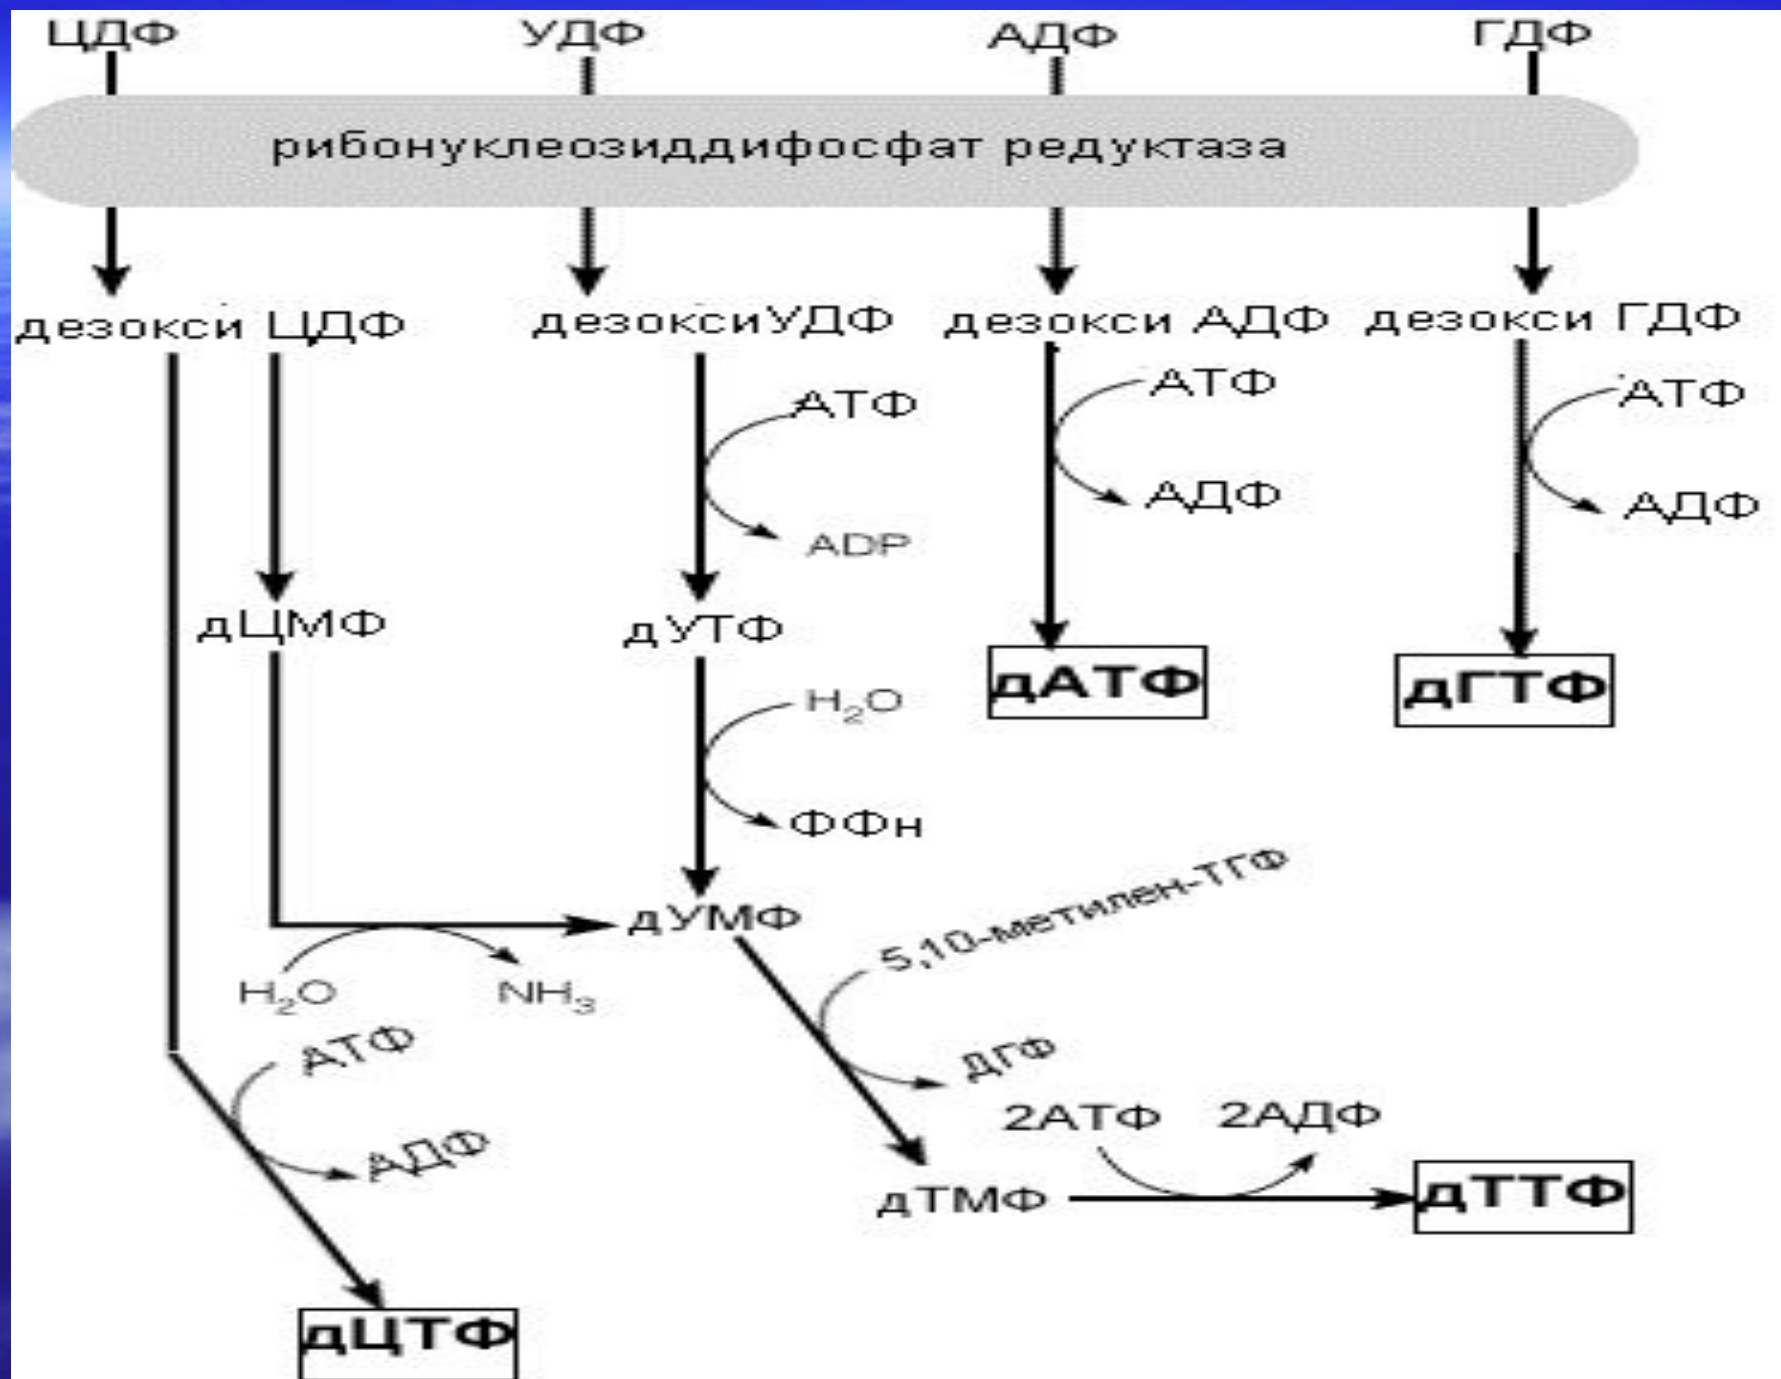 ЦДФ УДФ АДФ ГДФ
рибонуклеозиддифосфат редуктаза
дезокси ЦДФ дезоксиУДФ дезокси АДФ дезокси ГДФ
АТФ АТФ АТФ
ADP АДФ АДФ
дЦМФ дУТФ
дАТФ дГТФ
H₂O
ФФн
дУМФ 5,10-метилен-ТГФ
H₂O NH₃
АТФ ДГФ
2АТФ 2АДФ
АДФ
дТМФ дТТФ
дЦТФ